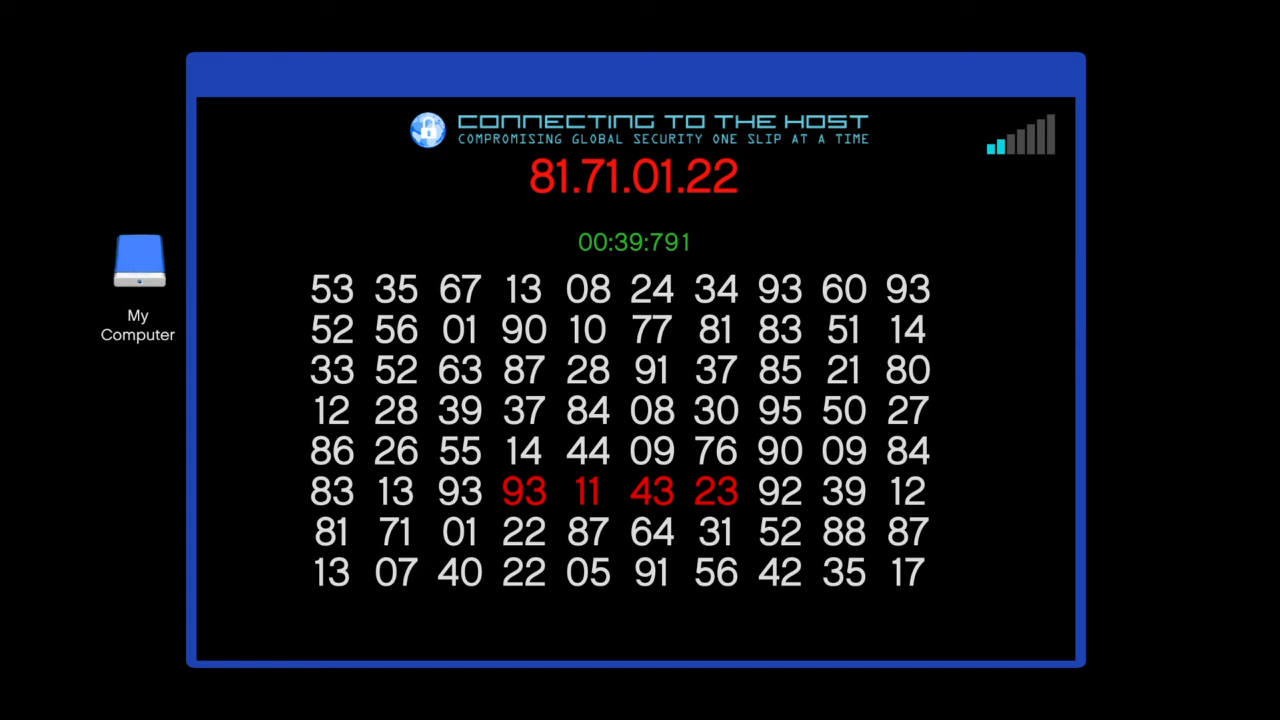 CONNECTING TO THE HOST
COMPROMISING GLOBAL SECURITY ONE SLIP AT A TIME
81.71.01.22
00:39:791
53 35 67 13 08 24 34 93 60 93
52 56 01 90 10 77 81 83 51 14
33 52 63 87 28 91 37 85 21 80
12 28 39 37 84 08 30 95 50 27
86 26 55 14 44 09 76 90 09 84
83 13 93 93 11 43 23 92 39 12
81 71 01 22 87 64 31 52 88 87
13 07 40 22 05 91 56 42 35 17
My
Computer